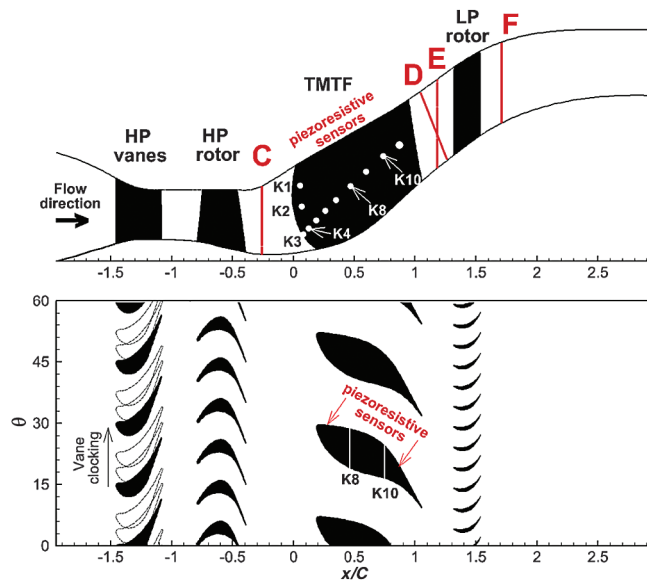 LP
rotor
F
E
D
TMTF
piezoresistive
sensors
HP
vanes
HP
rotor
C
Flow
direction
K1
K2
K3
K4
K8
K10
-1.5 -1 -0.5 0 0.5 1 1.5 2 2.5
60
45
30
15
0
θ
Vane
clocking
piezoresistive
sensors
K8
K10
-1.5 -1 -0.5 0 0.5 1 1.5 2 2.5
x/C